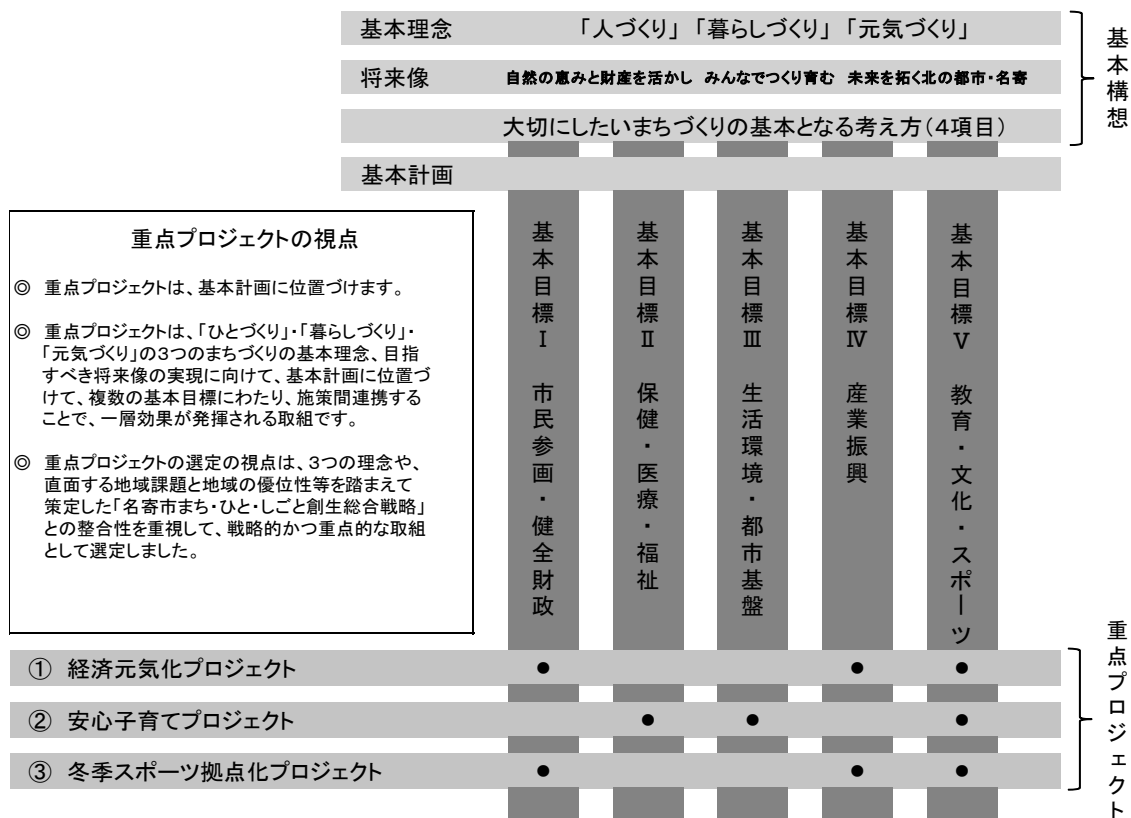 基本理念 「人づくり」「暮らしづくり」「元気づくり」
将来像 自然の恵みと財産を活かし みんなでつくり育む 未来を拓く北の都市・名寄
大切にしたいまちづくりの基本となる考え方(4項目)
基本構想
基本計画
重点プロジェクトの視点
◎ 重点プロジェクトは、基本計画に位置づけます。
◎ 重点プロジェクトは、「ひとづくり」・「暮らしづくり」・
「元気づくり」の3つのまちづくりの基本理念、目指
すべき将来像の実現に向けて、基本計画に位置づ
けて、複数の基本目標にわたり、施策間連携する
ことで、一層効果が発揮される取組です。
◎ 重点プロジェクトの選定の視点は、3つの理念や、
直面する地域課題と地域の優位性等を踏まえて
策定した「名寄市まち・ひと・しごと創生総合戦略」
との整合性を重視して、戦略的かつ重点的な取組
として選定しました。
基本目標Ⅰ 市民参画・健全財政
基本目標Ⅱ 保健・医療・福祉
基本目標Ⅲ 生活環境・都市基盤
基本目標Ⅳ 産業振興
基本目標Ⅴ 教育・文化・スポーツ
① 経済元気化プロジェクト ● ● ●
② 安心子育てプロジェクト ● ● ●
③ 冬季スポーツ拠点化プロジェクト ● ● ●
重点プロジェクト